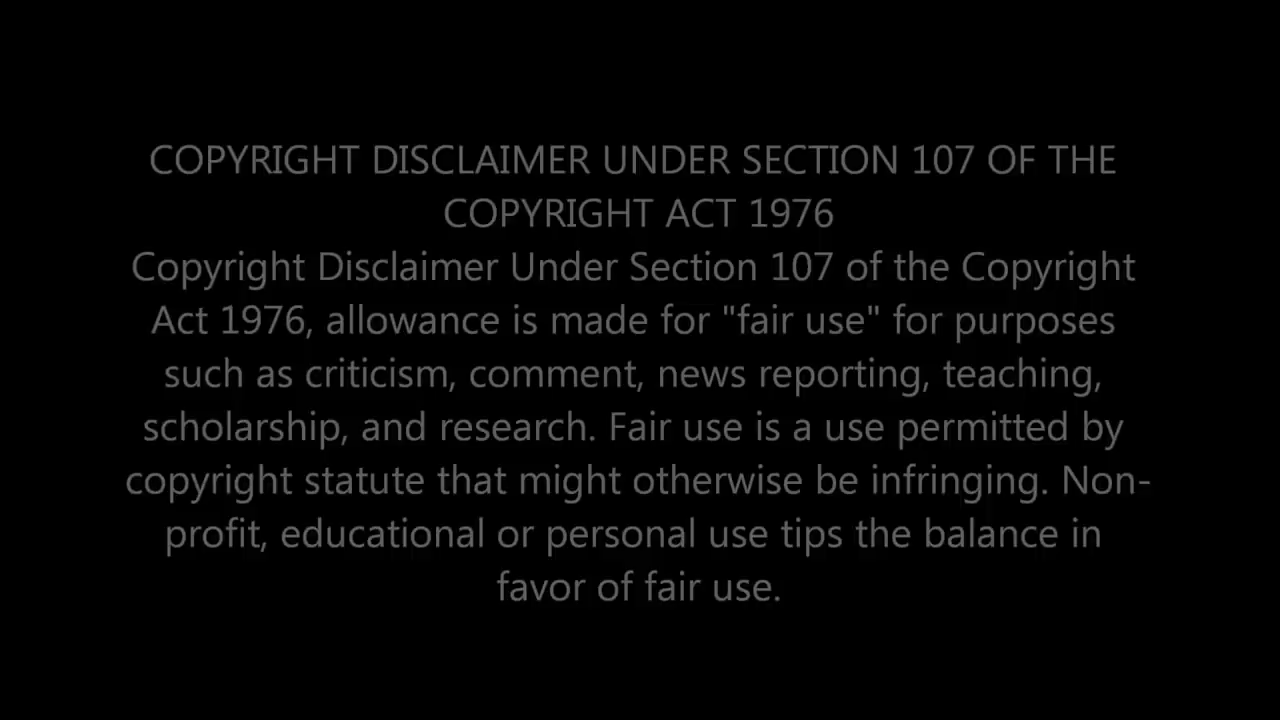 COPYRIGHT DISCLAIMER UNDER SECTION 107 OF THE
COPYRIGHT ACT 1976
Copyright Disclaimer Under Section 107 of the Copyright
Act 1976, allowance is made for "fair use" for purposes
such as criticism, comment, news reporting, teaching,
scholarship, and research. Fair use is a use permitted by
copyright statute that might otherwise be infringing. Non-
profit, educational or personal use tips the balance in
favor of fair use.